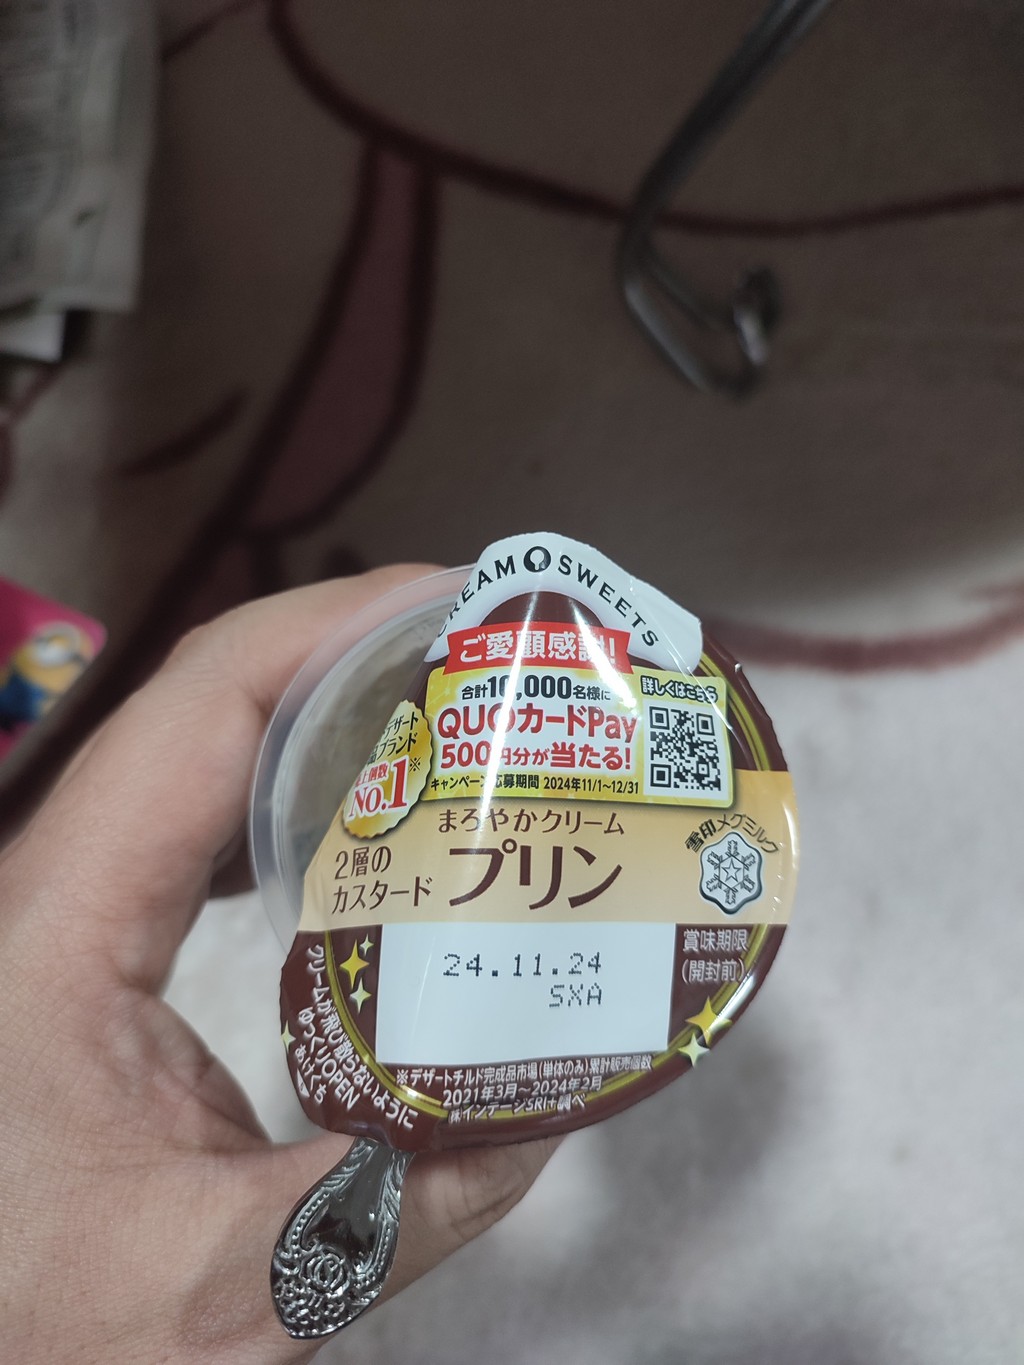 CREAM SWEETS
ご愛顧感謝!
合計10,000名様に
QUOカードPay
500円分が当たる!
キャンペーン応募期間 2024年11/1~12/31
詳しくはこちら
デザート
ブランド
No.1※
まろやかクリーム
2層の
カスタード
プリン
雪印メグミルク
24.11.24
SXA
賞味期限
(開封前)
クリームが飛び散らないように
ゆっくりOPEN
あけくち
※デザートチルド完成品市場(単体のみ)累計販売個数
2021年3月~2024年2月
㈱インテージSRI+調べ